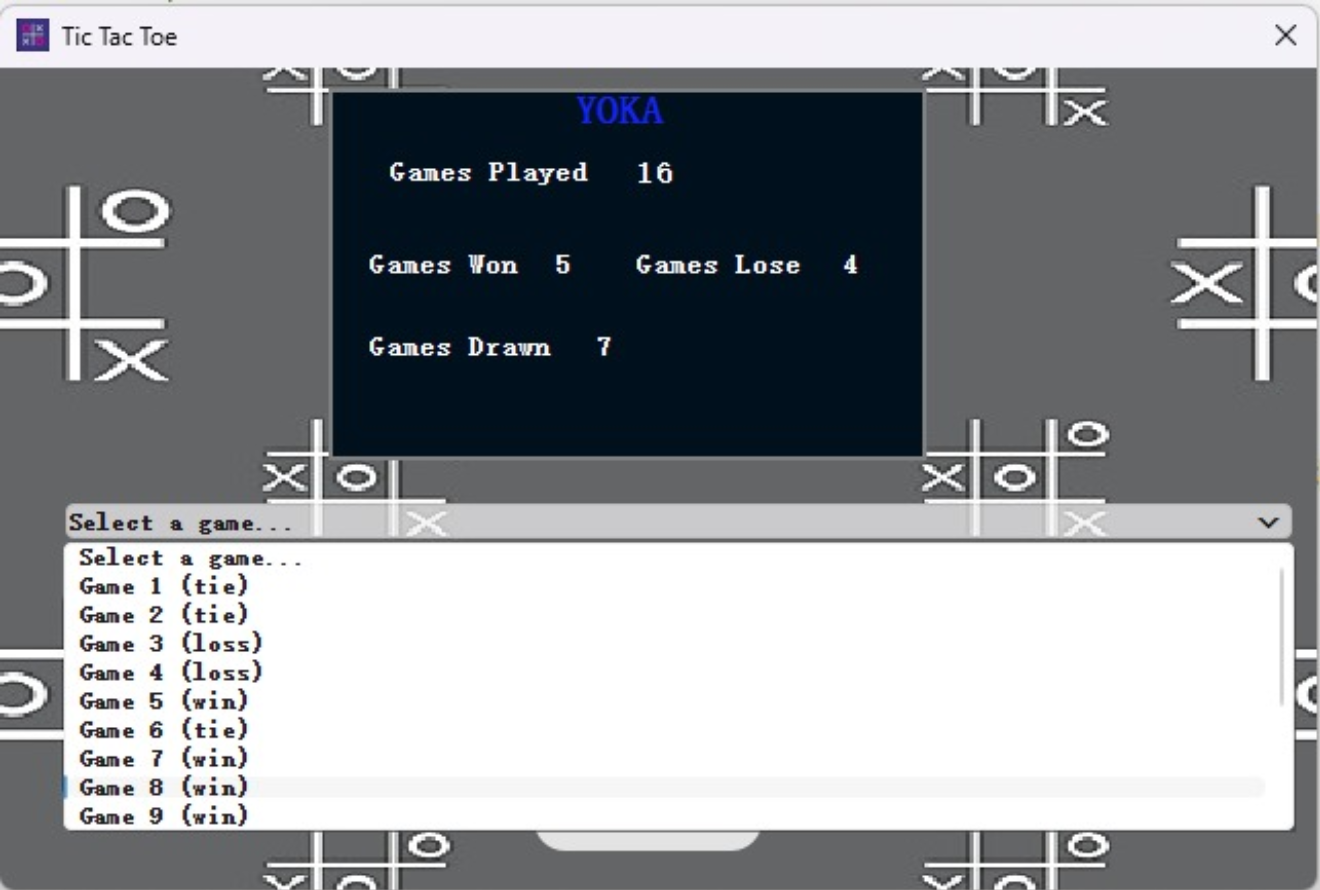 Tic Tac Toe
YOKA
Games Played 16
Games Won 5 Games Lose 4
Games Drawn 7
Select a game...
Select a game...
Game 1 (tie)
Game 2 (tie)
Game 3 (loss)
Game 4 (loss)
Game 5 (win)
Game 6 (tie)
Game 7 (win)
Game 8 (win)
Game 9 (win)